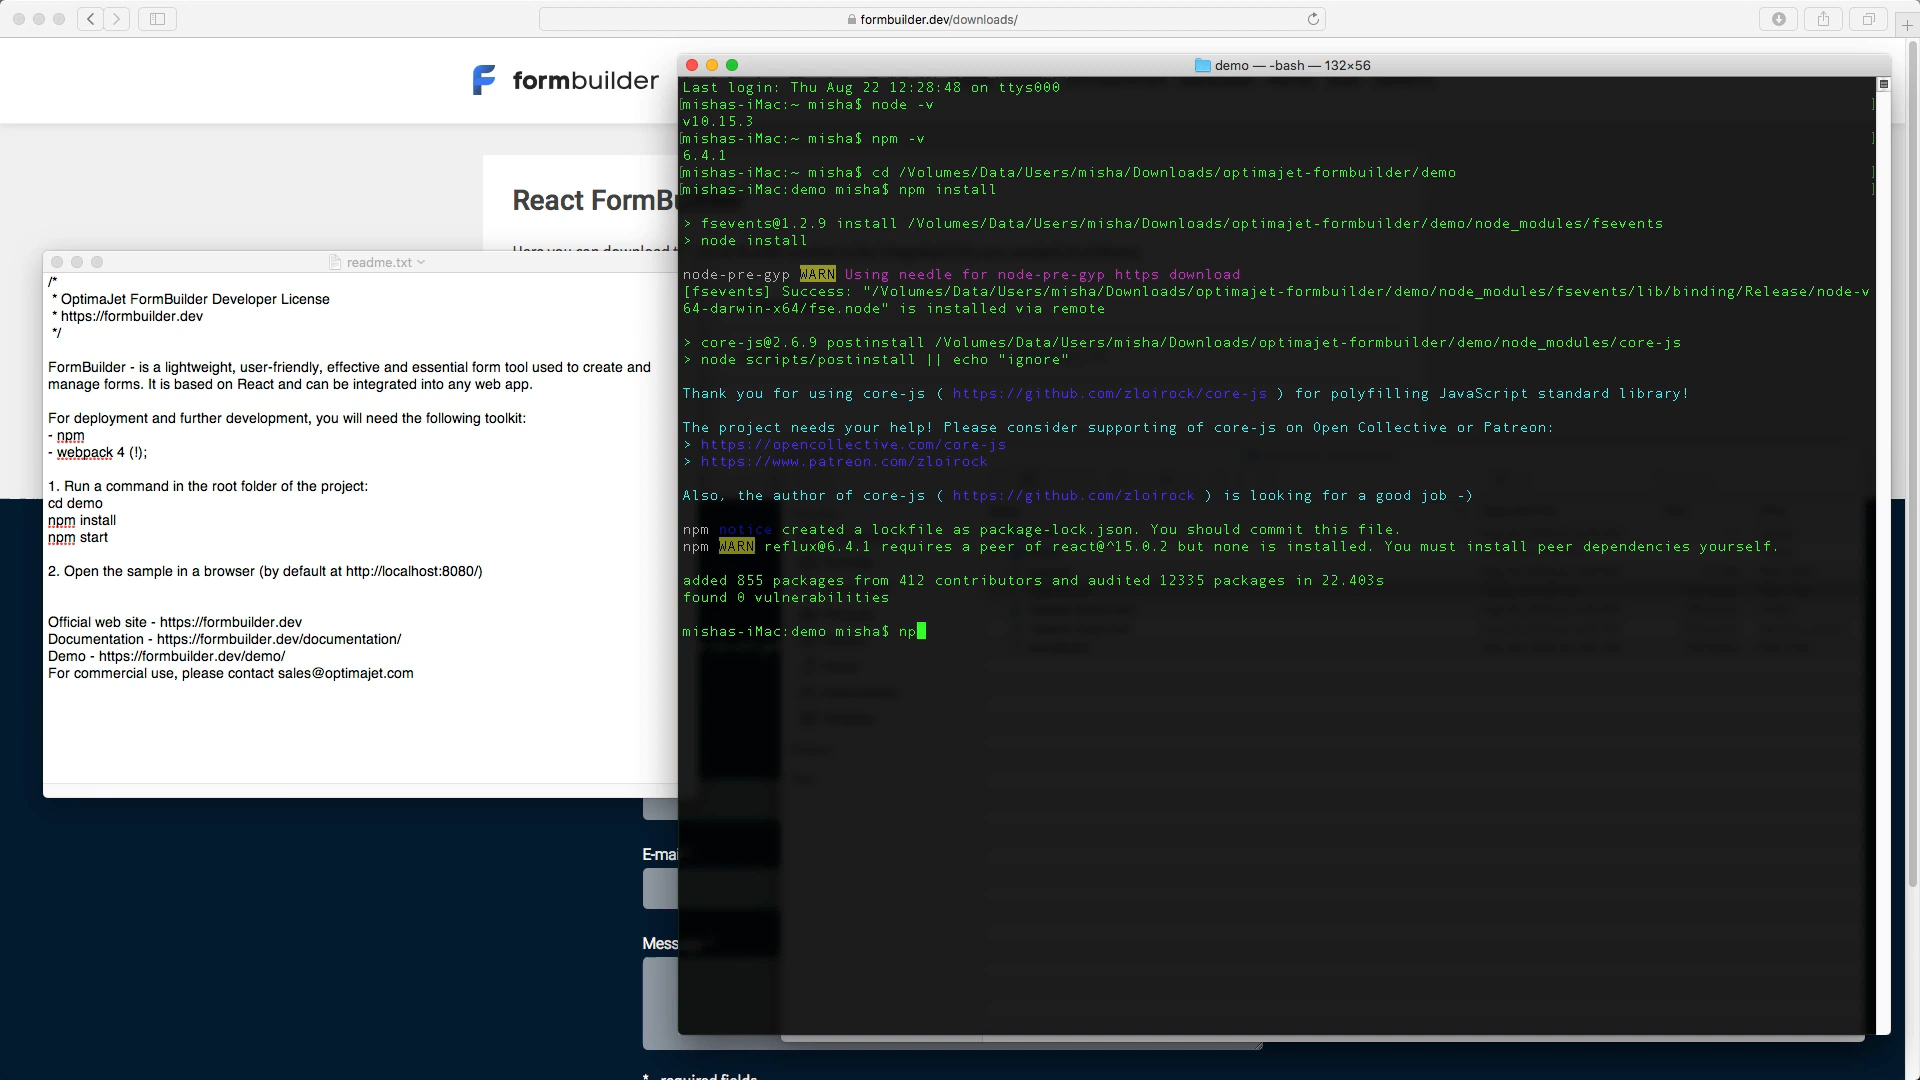 formbuilder.dev/downloads/
formbuilder
React FormBu
demo — -bash — 132×56
Last login: Thu Aug 22 12:28:48 on ttys000
[mishas-iMac:~ misha$ node -v ]
v10.15.3
[mishas-iMac:~ misha$ npm -v ]
6.4.1
[mishas-iMac:~ misha$ cd /Volumes/Data/Users/misha/Downloads/optimajet-formbuilder/demo ]
[mishas-iMac:demo misha$ npm install ]
> fsevents@1.2.9 install /Volumes/Data/Users/misha/Downloads/optimajet-formbuilder/demo/node_modules/fsevents
> node install
node-pre-gyp WARN Using needle for node-pre-gyp https download
[fsevents] Success: "/Volumes/Data/Users/misha/Downloads/optimajet-formbuilder/demo/node_modules/fsevents/lib/binding/Release/node-v
64-darwin-x64/fse.node" is installed via remote
> core-js@2.6.9 postinstall /Volumes/Data/Users/misha/Downloads/optimajet-formbuilder/demo/node_modules/core-js
> node scripts/postinstall || echo "ignore"
Thank you for using core-js ( https://github.com/zloirock/core-js ) for polyfilling JavaScript standard library!
The project needs your help! Please consider supporting of core-js on Open Collective or Patreon:
> https://opencollective.com/core-js
> https://www.patreon.com/zloirock
Also, the author of core-js ( https://github.com/zloirock ) is looking for a good job -)
npm notice created a lockfile as package-lock.json. You should commit this file.
npm WARN reflux@6.4.1 requires a peer of react@^15.0.2 but none is installed. You must install peer dependencies yourself.
added 855 packages from 412 contributors and audited 12335 packages in 22.403s
found 0 vulnerabilities
mishas-iMac:demo misha$ np
readme.txt
/*
* OptimaJet FormBuilder Developer License
* https://formbuilder.dev
*/
FormBuilder - is a lightweight, user-friendly, effective and essential form tool used to create and
manage forms. It is based on React and can be integrated into any web app.
For deployment and further development, you will need the following toolkit:
- npm
- webpack 4 (!);
1. Run a command in the root folder of the project:
cd demo
npm install
npm start
2. Open the sample in a browser (by default at http://localhost:8080/)
Official web site - https://formbuilder.dev
Documentation - https://formbuilder.dev/documentation/
Demo - https://formbuilder.dev/demo/
For commercial use, please contact sales@optimajet.com
E-mai
Mess
* - required fields